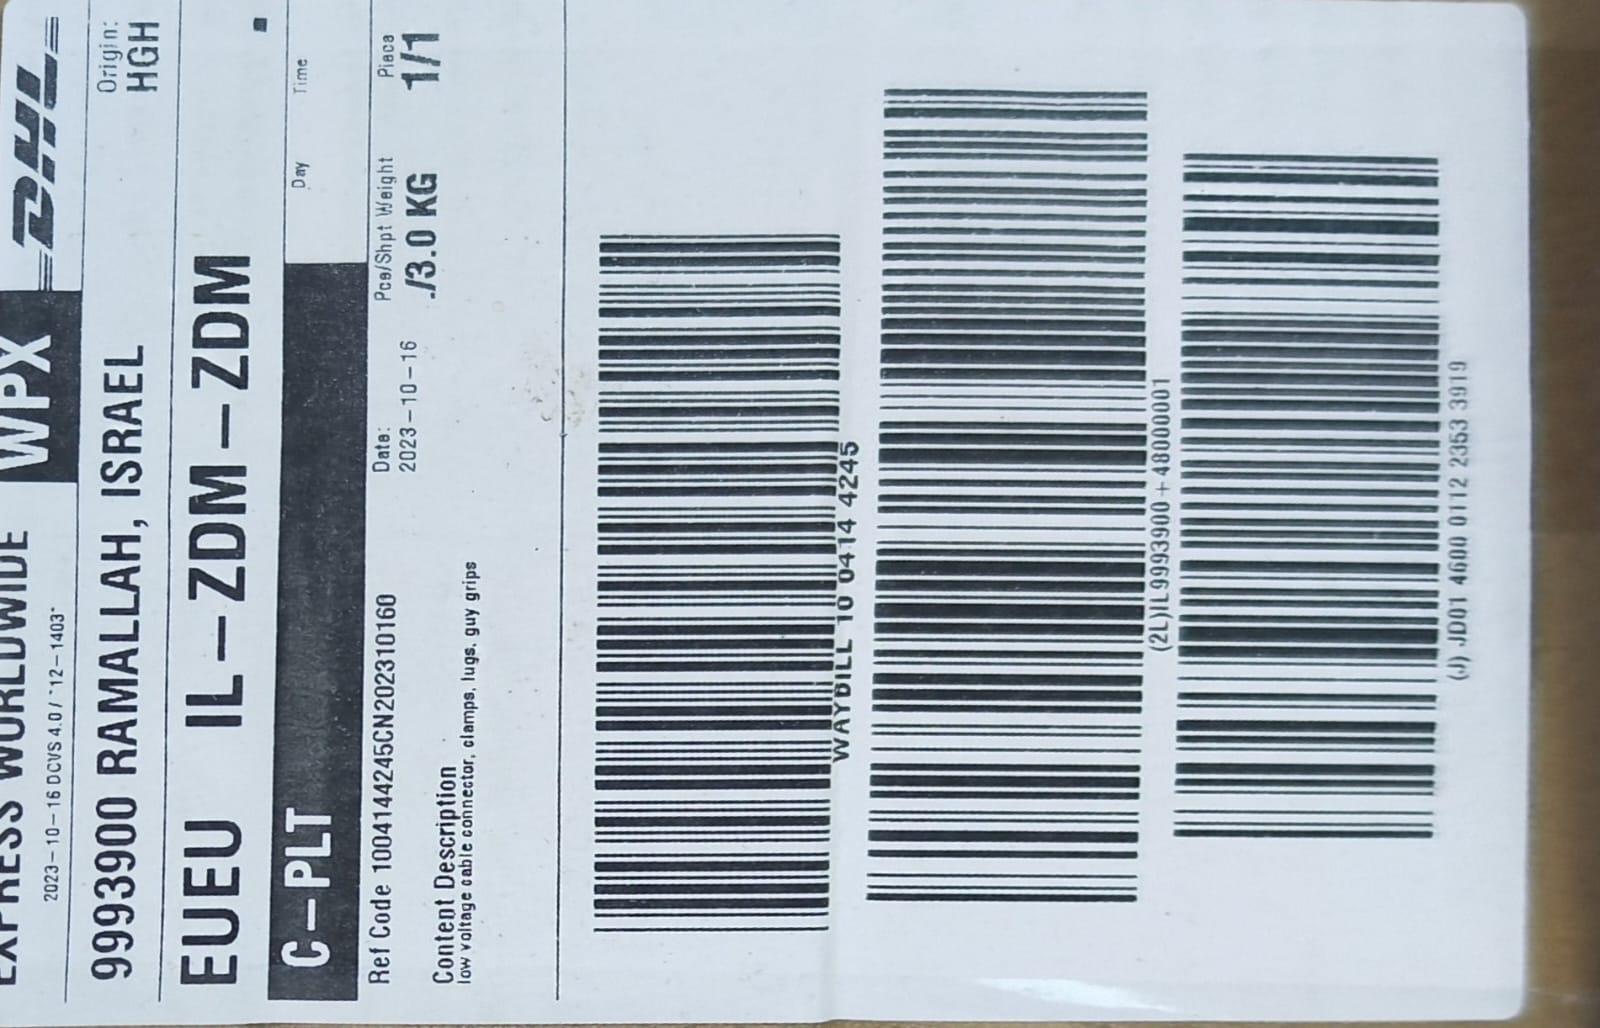 EXPRESS WORLDWIDE WPX DHL
2023-10-16 DCVS 4.0 / *12-1403*
Origin:
9993900 RAMALLAH, ISRAEL HGH
EUEU IL-ZDM-ZDM
C-PLT Day Time
Ref Code 10041442445CN202310160 Date: Pce/Shpt Weight Piece
2023-10-16 ./3.0 KG 1/1
Content Description
low voltage cable connector, clamps, lugs, guy grips
WAYBILL 10 0414 4245
(2L)IL9993900+48000001
(J) JD01 4600 0112 2353 3919